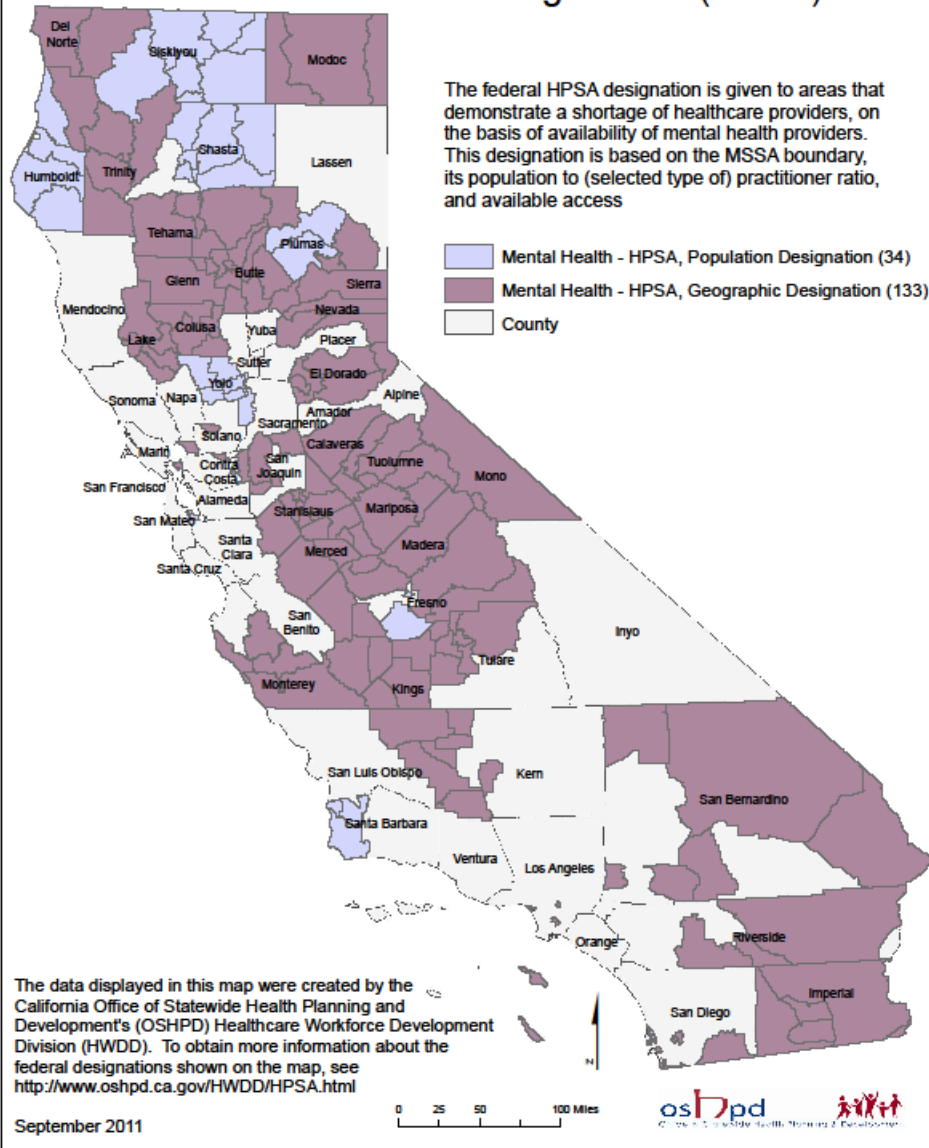 Del
Norte
Siskiyou
Modoc
The federal HPSA designation is given to areas that
demonstrate a shortage of healthcare providers, on
the basis of availability of mental health providers.
This designation is based on the MSSA boundary,
its population to (selected type of) practitioner ratio,
and available access
Humboldt
Trinity
Shasta
Lassen
Mental Health - HPSA, Population Designation (34)
Mental Health - HPSA, Geographic Designation (133)
County
Tehama
Plumas
Glenn
Butte
Sierra
Mendocino
Nevada
Lake
Colusa
Yuba
Placer
Sutter
El Dorado
Yolo
Alpine
Sonoma
Napa
Amador
Sacramento
Solano
Calaveras
Marin
Tuolumne
Contra
Costa
San
Joaquin
Mono
San Francisco
Alameda
Stanislaus
Mariposa
San Mateo
Santa
Clara
Merced
Madera
Santa Cruz
Fresno
San
Benito
Inyo
Tulare
Monterey
Kings
San Luis Obispo
Kern
San Bernardino
Santa Barbara
Ventura
Los Angeles
Orange
Riverside
San Diego
Imperial
The data displayed in this map were created by the
California Office of Statewide Health Planning and
Development's (OSHPD) Healthcare Workforce Development
Division (HWDD). To obtain more information about the
federal designations shown on the map, see
http://www.oshpd.ca.gov/HWDD/HPSA.html
September 2011
N
0 25 50 100 Miles
oshpd